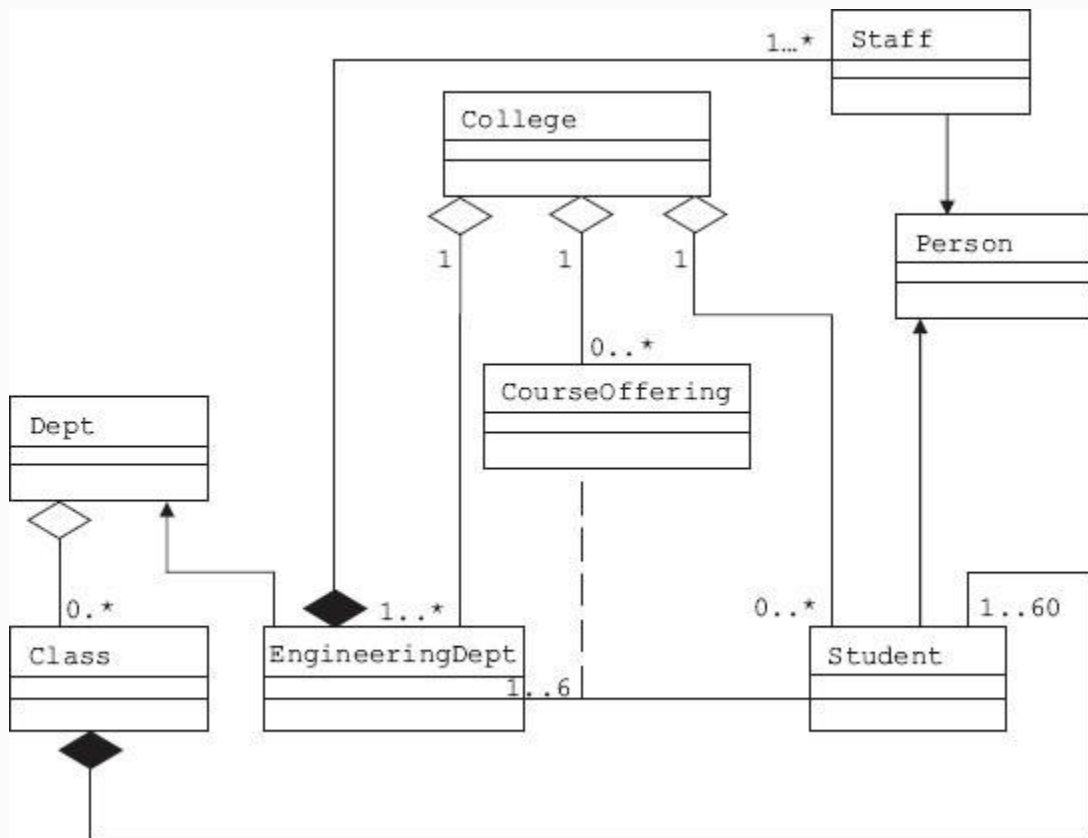 1…*
Staff
College
1
1
1
Person
0..*
CourseOffering
Dept
0.*
1..*
0..*
1..60
Class
EngineeringDept
1..6
Student